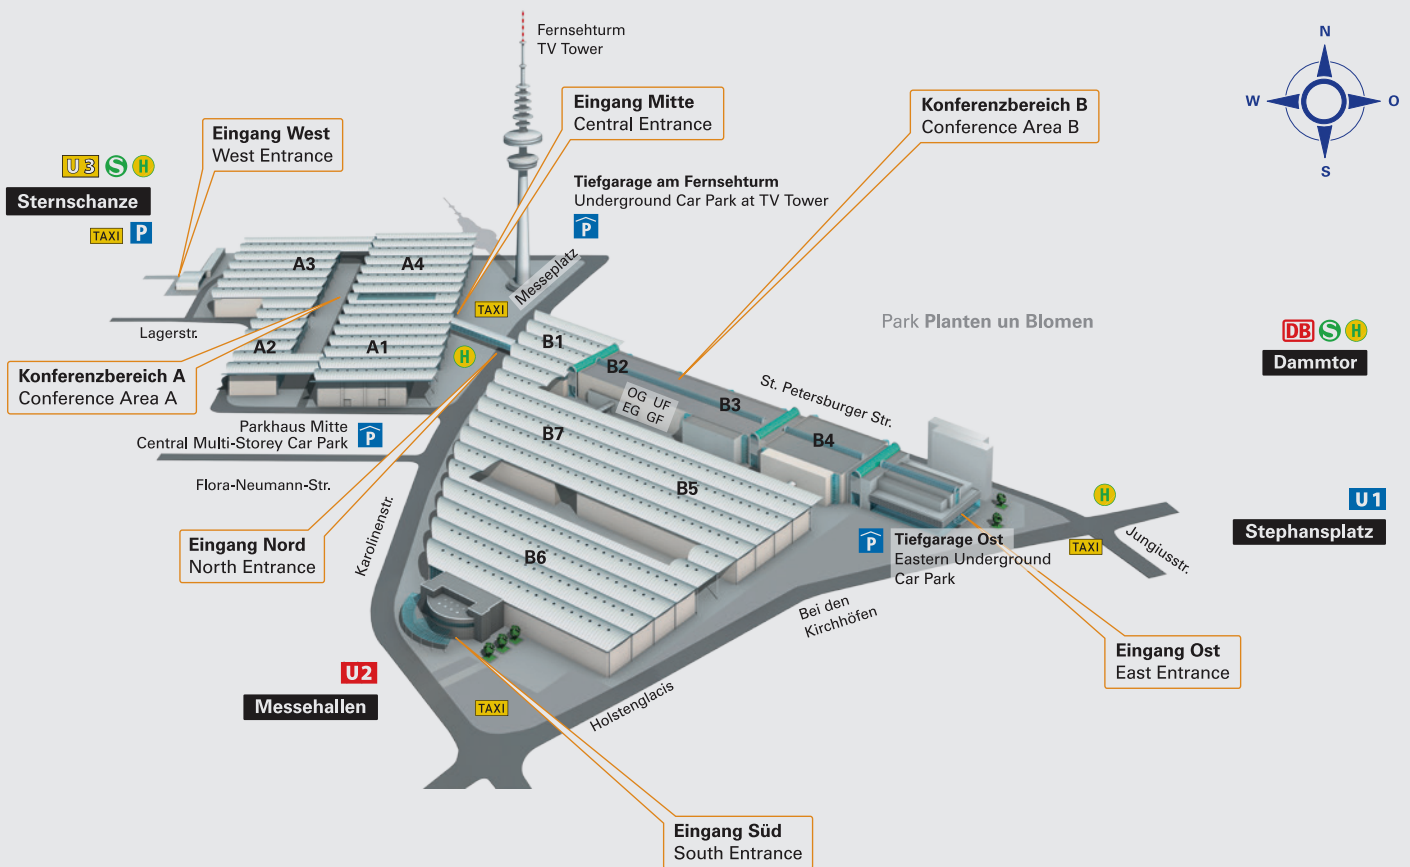 Fernsehturm
TV Tower
N
W
O
S
Eingang Mitte
Central Entrance
Konferenzbereich B
Conference Area B
Eingang West
West Entrance
U3 S H
Sternschanze
TAXI P
Tiefgarage am Fernsehturm
Underground Car Park at TV Tower
P
A3
A4
Messeplatz
TAXI
Lagerstr.
A2
A1
H
B1
B2
Park Planten un Blomen
DB S H
Dammtor
Konferenzbereich A
Conference Area A
OG UF
EG GF
B3
St. Petersburger Str.
B4
Parkhaus Mitte
Central Multi-Storey Car Park
P
B7
Flora-Neumann-Str.
B5
Karolinenstr.
H
U1
Stephansplatz
Eingang Nord
North Entrance
B6
P
Tiefgarage Ost
Eastern Underground
Car Park
TAXI
Jungiusstr.
Bei den
Kirchhöfen
Eingang Ost
East Entrance
U2
Messehallen
TAXI
Holstenglacis
Eingang Süd
South Entrance